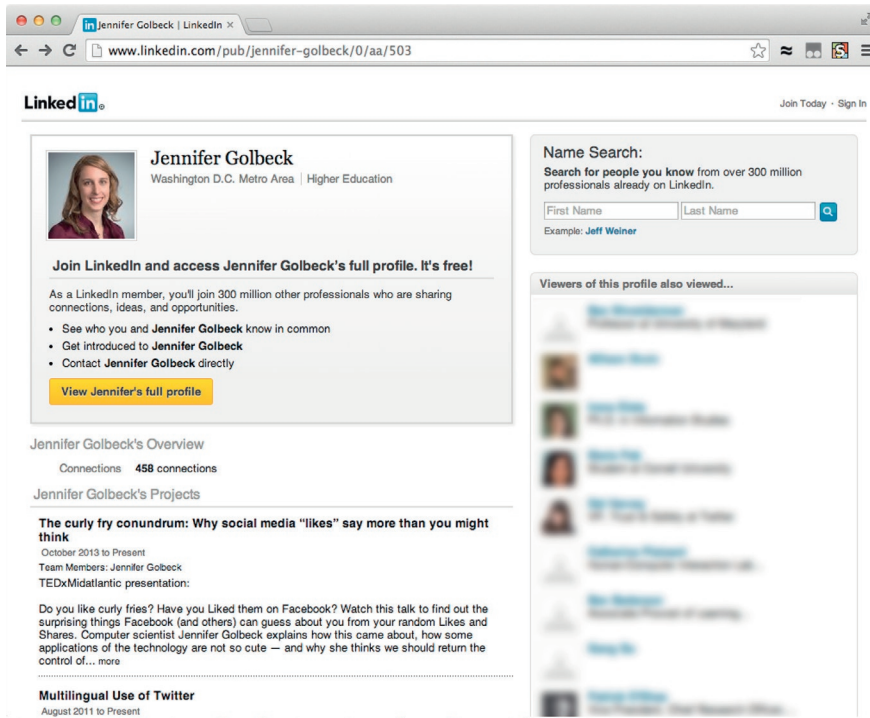 Jennifer Golbeck | LinkedIn
www.linkedin.com/pub/jennifer-golbeck/0/aa/503
Linked in
Join Today · Sign In
Jennifer Golbeck
Washington D.C. Metro Area | Higher Education
Join LinkedIn and access Jennifer Golbeck's full profile. It's free!
As a LinkedIn member, you'll join 300 million other professionals who are sharing
connections, ideas, and opportunities.
• See who you and Jennifer Golbeck know in common
• Get introduced to Jennifer Golbeck
• Contact Jennifer Golbeck directly
View Jennifer's full profile
Jennifer Golbeck's Overview
Connections 458 connections
Jennifer Golbeck's Projects
The curly fry conundrum: Why social media “likes” say more than you might
think
October 2013 to Present
Team Members: Jennifer Golbeck
TEDxMidatlantic presentation:
Do you like curly fries? Have you Liked them on Facebook? Watch this talk to find out the
surprising things Facebook (and others) can guess about you from your random Likes and
Shares. Computer scientist Jennifer Golbeck explains how this came about, how some
applications of the technology are not so cute — and why she thinks we should return the
control of... more
Multilingual Use of Twitter
August 2011 to Present
Name Search:
Search for people you know from over 300 million
professionals already on LinkedIn.
First Name Last Name
Example: Jeff Weiner
Viewers of this profile also viewed...